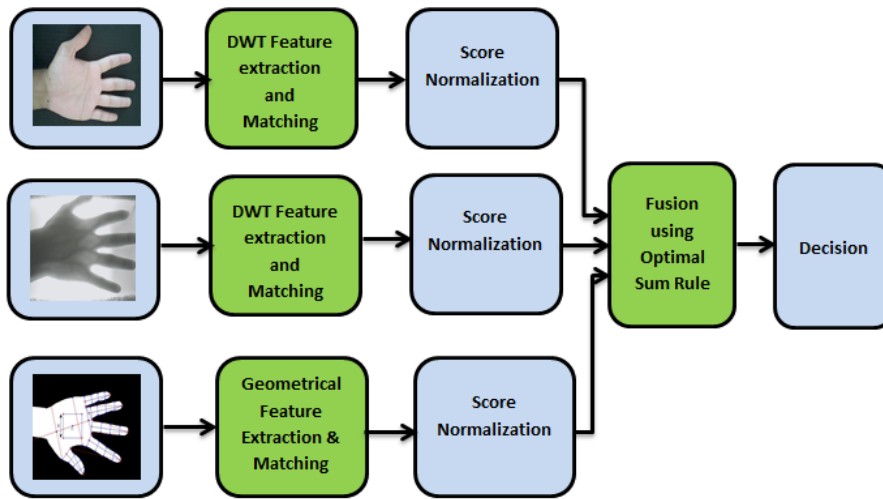 DWT Feature
extraction
and
Matching
Score
Normalization
DWT Feature
extraction
and
Matching
Score
Normalization
Geometrical
Feature
Extraction &
Matching
Score
Normalization
Fusion
using
Optimal
Sum Rule
Decision